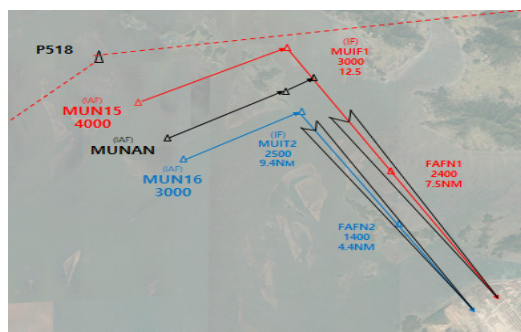 P518
(IF)
MUIF1
3000
12.5
(IAF)
MUN15
4000
(IAF)
MUNAN
(IAF)
MUN16
3000
(IF)
MUIT2
2500
9.4NM
FAFN1
2400
7.5NM
FAFN2
1400
4.4NM